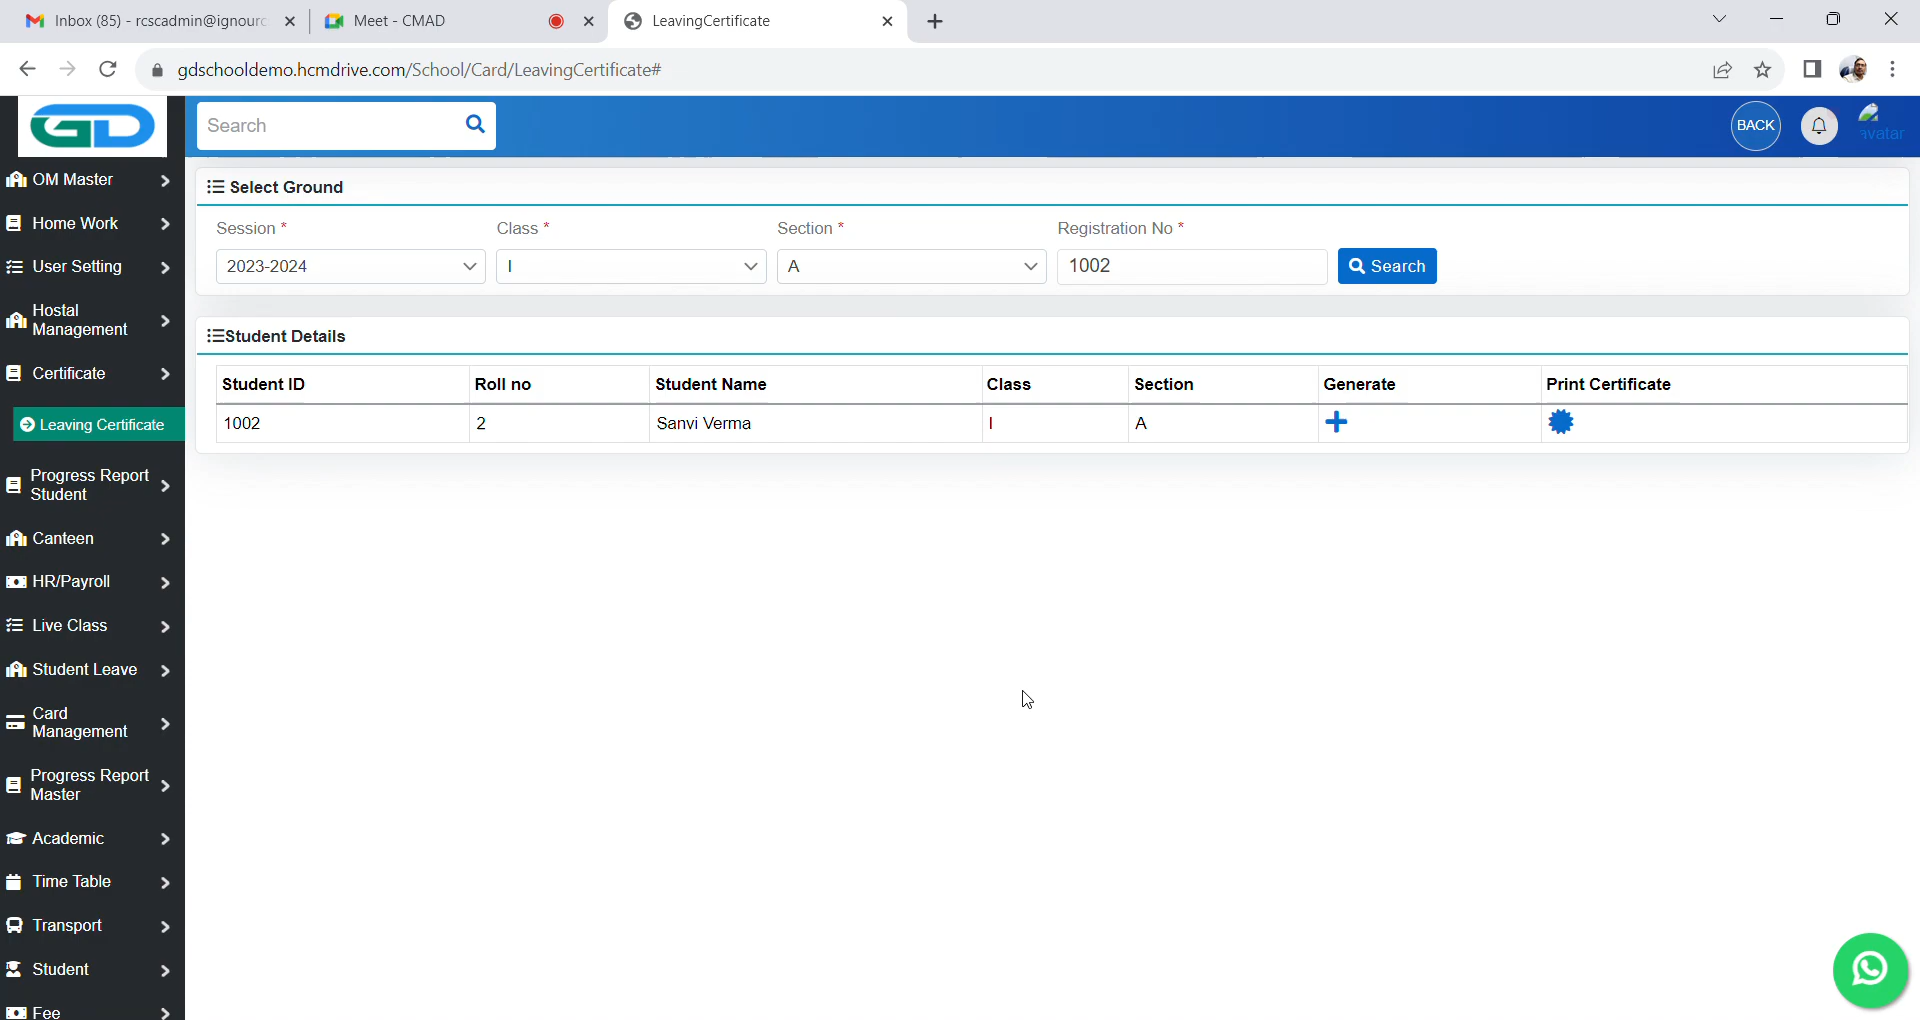 Inbox (85) - rcscadmin@ignourc
Meet - CMAD
LeavingCertificate
gdschooldemo.hcmdrive.com/School/Card/LeavingCertificate#
GD
Search
BACK
avatar
OM Master
Home Work
User Setting
Hostal
Management
Certificate
Leaving Certificate
Progress Report
Student
Canteen
HR/Payroll
Live Class
Student Leave
Card
Management
Progress Report
Master
Academic
Time Table
Transport
Student
Fee
Select Ground
Session * Class * Section * Registration No *
2023-2024 I A 1002 Search
Student Details
Student ID Roll no Student Name Class Section Generate Print Certificate
1002 2 Sanvi Verma I A